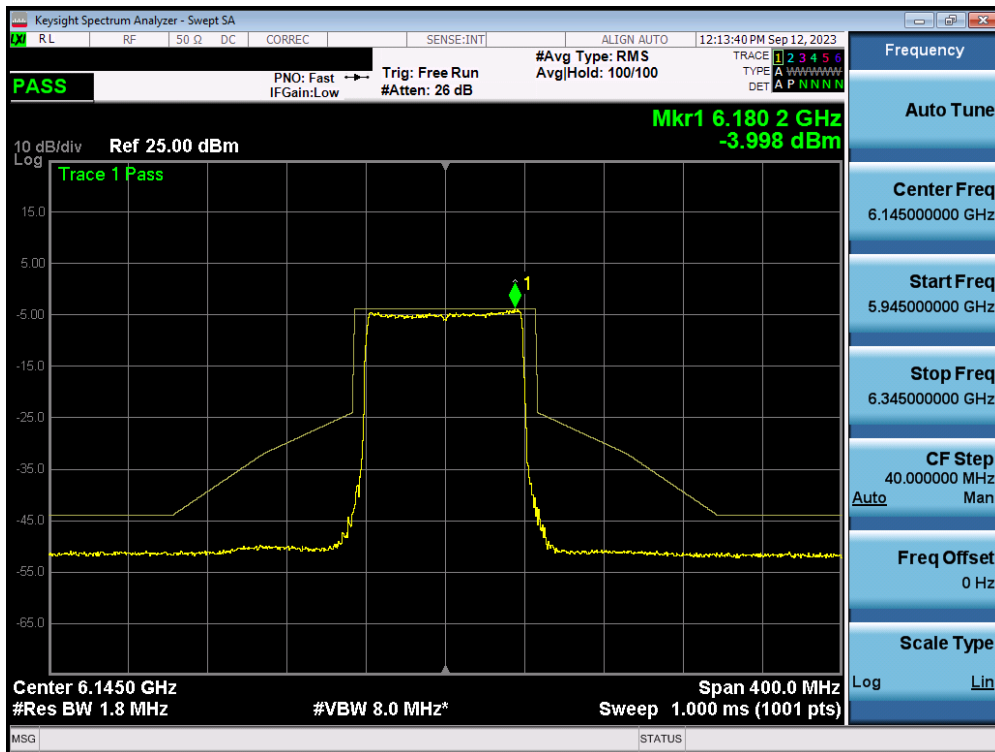 Keysight Spectrum Analyzer - Swept SA
LXI RL RF 50 Ω DC CORREC SENSE:INT ALIGN AUTO 12:13:40 PM Sep 12, 2023
PASS
PNO: Fast
IFGain:Low
Trig: Free Run
#Atten: 26 dB
#Avg Type: RMS
Avg|Hold: 100/100
TRACE 1 2 3 4 5 6
TYPE A WWWWW
DET A P N N N N
Mkr1 6.180 2 GHz
-3.998 dBm
10 dB/div Ref 25.00 dBm
Log
Trace 1 Pass
15.0
5.00
1
-5.00
-15.0
-25.0
-35.0
-45.0
-55.0
-65.0
Center 6.1450 GHz Span 400.0 MHz
#Res BW 1.8 MHz #VBW 8.0 MHz* Sweep 1.000 ms (1001 pts)
MSG STATUS
Frequency
Auto Tune
Center Freq
6.145000000 GHz
Start Freq
5.945000000 GHz
Stop Freq
6.345000000 GHz
CF Step
40.000000 MHz
Auto Man
Freq Offset
0 Hz
Scale Type
Log Lin